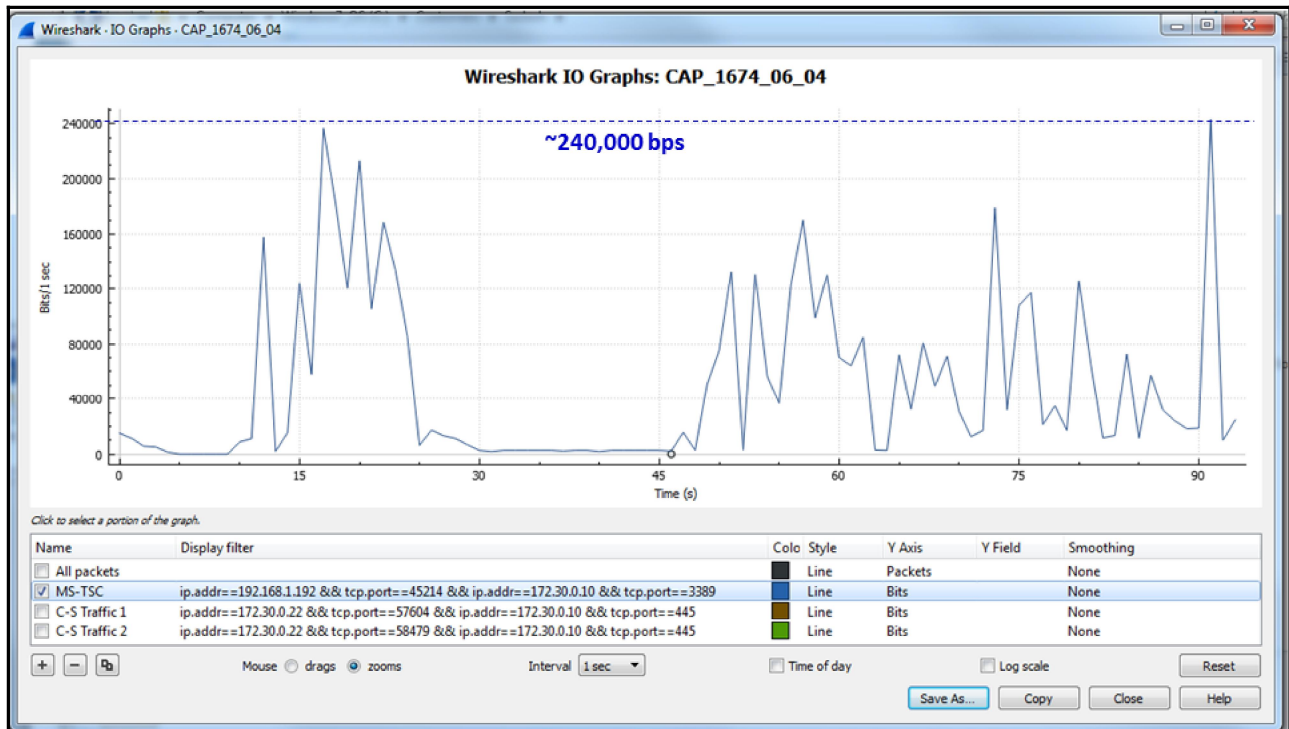 Wireshark · IO Graphs · CAP_1674_06_04
Wireshark IO Graphs: CAP_1674_06_04
~240,000 bps
240000
200000
160000
120000
80000
40000
0
Bits/1 sec
0 15 30 45 60 75 90
Time (s)
Click to select a portion of the graph.
Name Display filter Colo Style Y Axis Y Field Smoothing
All packets Line Packets None
MS-TSC ip.addr==192.168.1.192 && tcp.port==45214 && ip.addr==172.30.0.10 && tcp.port==3389 Line Bits None
C-S Traffic 1 ip.addr==172.30.0.22 && tcp.port==57604 && ip.addr==172.30.0.10 && tcp.port==445 Line Bits None
C-S Traffic 2 ip.addr==172.30.0.22 && tcp.port==58479 && ip.addr==172.30.0.10 && tcp.port==445 Line Bits None
Mouse drags zooms Interval 1 sec Time of day Log scale Reset
Save As... Copy Close Help